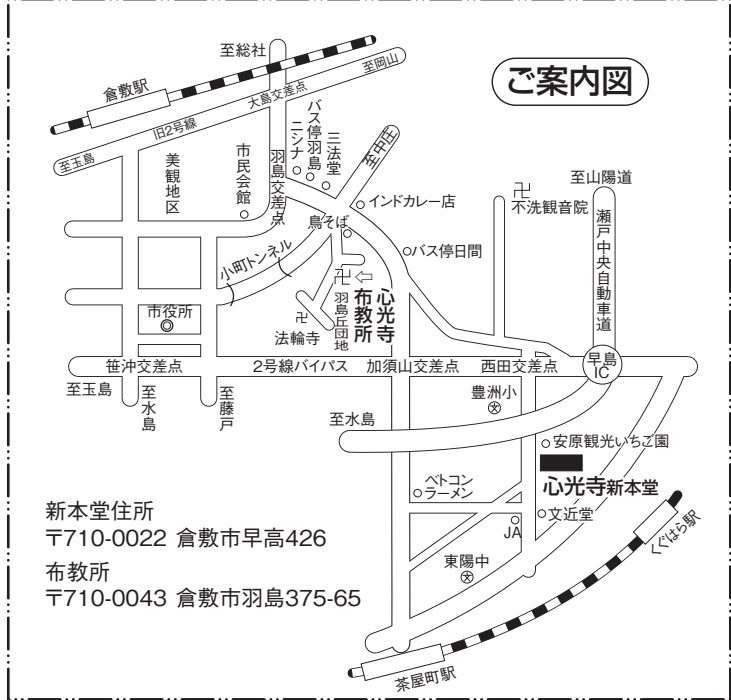 ご案内図
至総社
至岡山
倉敷駅
大島交差点
旧2号線
至玉島
美観地区
市民会館
羽島交差点
ニシナ
バス停羽島
三法堂
至中庄
インドカレー店
鳥そば
バス停日間
卍
不洗観音院
至山陽道
瀬戸中央自動車道
小町トンネル
卍
心光寺
布教所
羽島丘団地
卍
法輪寺
市役所
笹沖交差点
2号線バイパス
加須山交差点
西田交差点
早島
IC
至玉島
至水島
至藤戸
豊洲小
至水島
安原観光いちご園
心光寺新本堂
ベトコン
ラーメン
文近堂
JA
東陽中
くぐはら駅
茶屋町駅
新本堂住所
〒710-0022 倉敷市早高426
布教所
〒710-0043 倉敷市羽島375-65